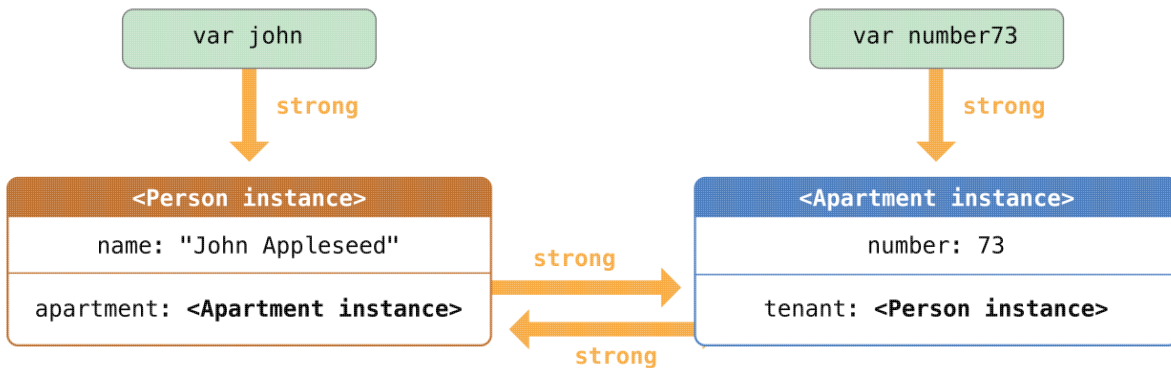 var john
var number73
strong
strong
<Person instance>
<Apartment instance>
name: "John Appleseed"
number: 73
strong
apartment: <Apartment instance>
tenant: <Person instance>
strong